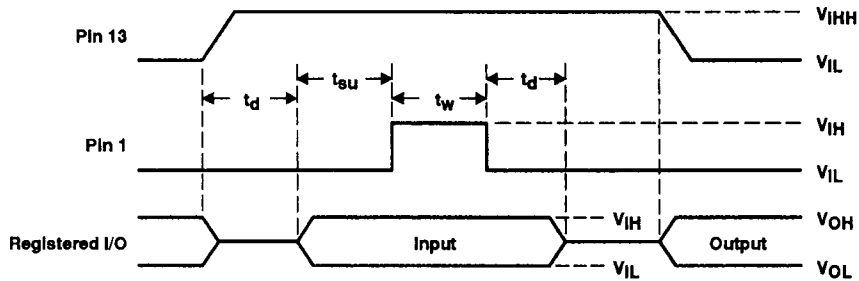 Pin 13
VIHH
VIL
td
tsu
tw
td
Pin 1
VIH
VIL
Registered I/O
Input
VIH
VIL
Output
VOH
VOL